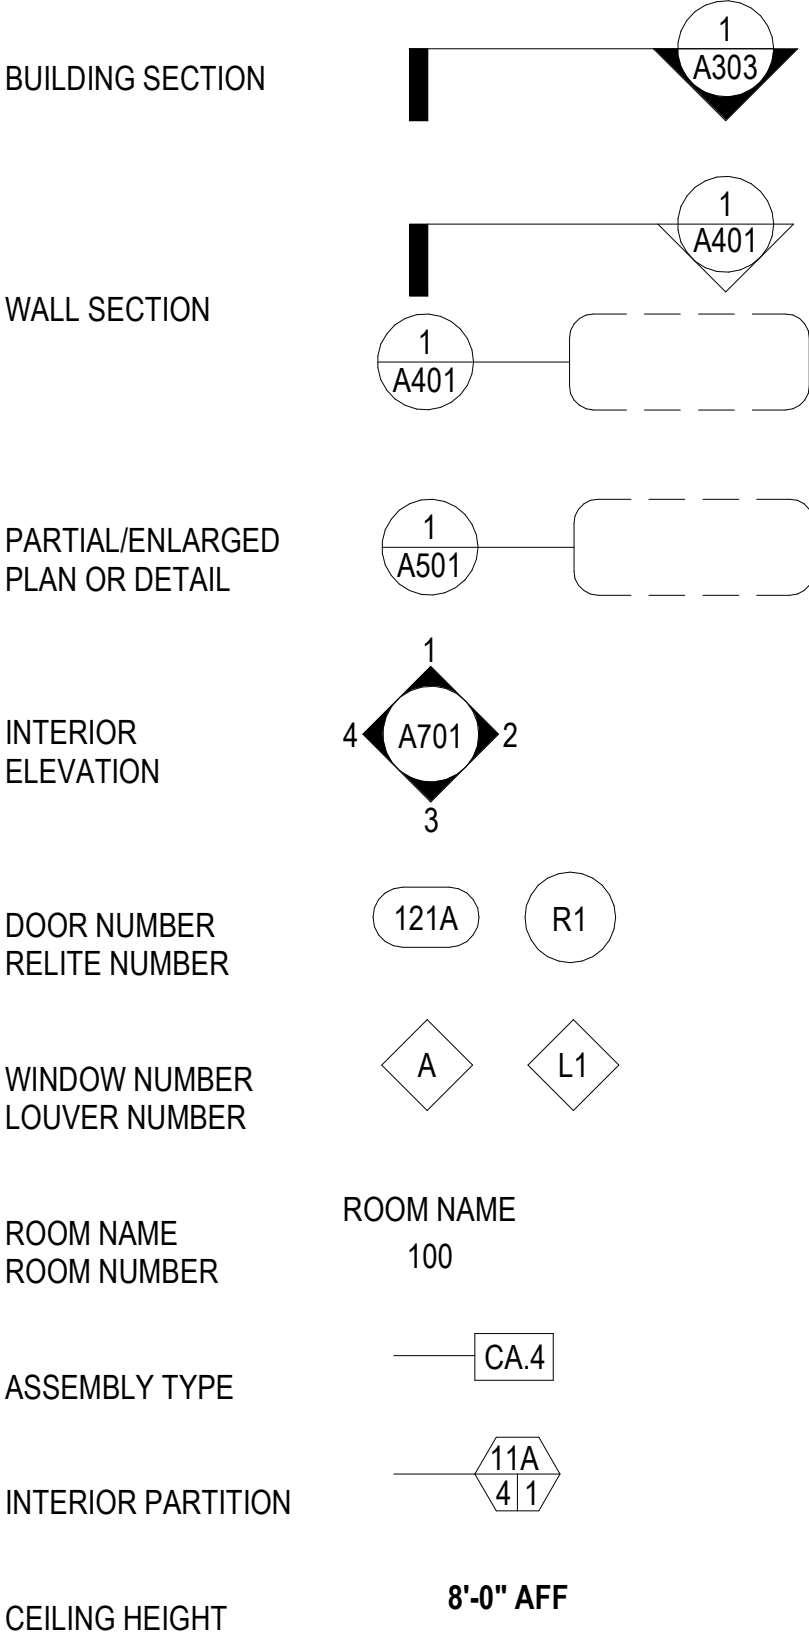 1
BUILDING SECTION
A303
1
A401
WALL SECTION
1
A401
PARTIAL/ENLARGED
PLAN OR DETAIL
1
A501
INTERIOR
ELEVATION
1
4
A701
2
3
DOOR NUMBER
RELITE NUMBER
121A
R1
WINDOW NUMBER
LOUVER NUMBER
A
L1
ROOM NAME
ROOM NUMBER
ROOM NAME
100
ASSEMBLY TYPE
CA.4
INTERIOR PARTITION
11A
4 1
CEILING HEIGHT
8'-0" AFF